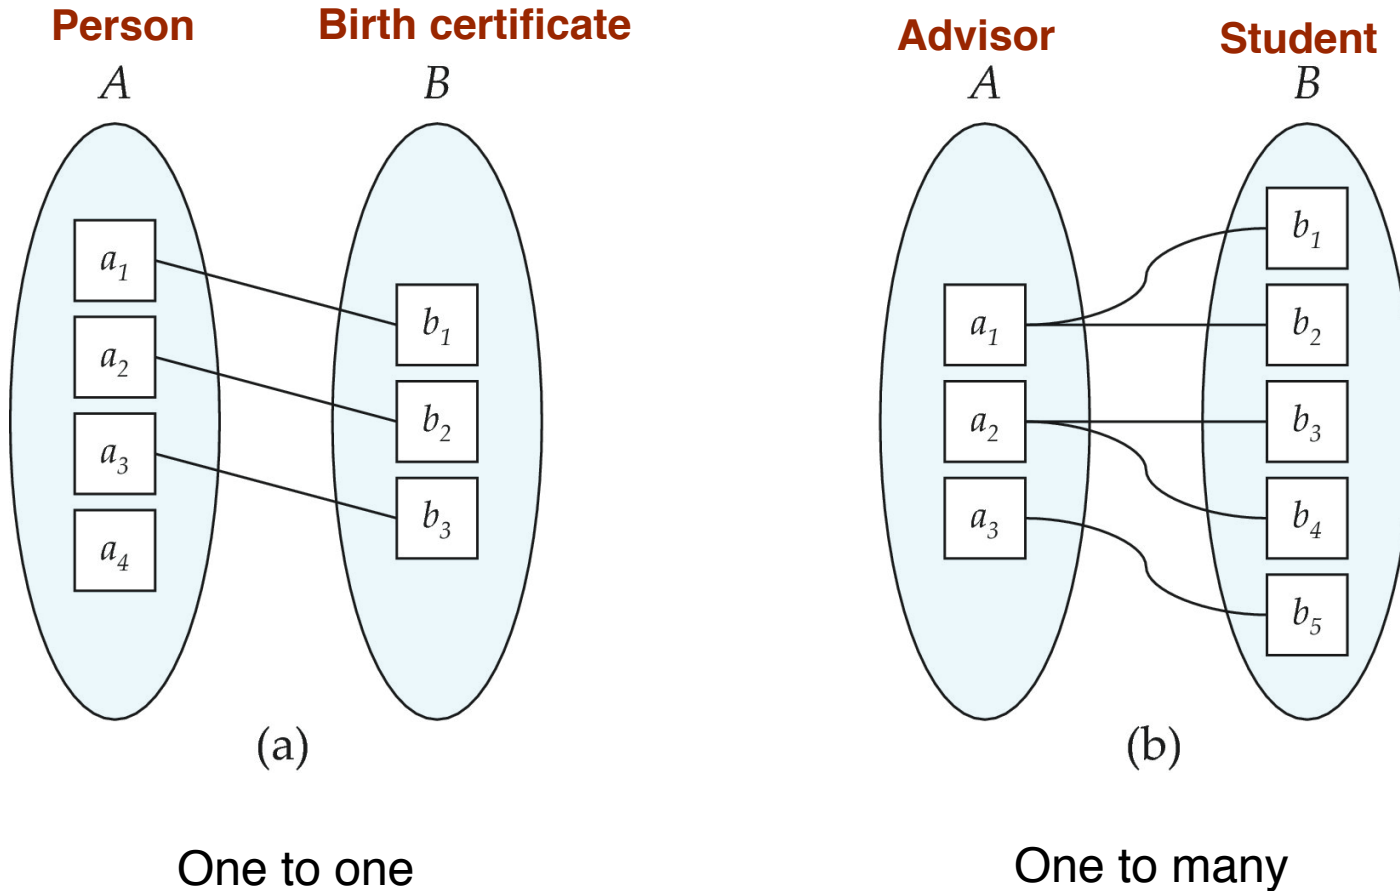 Person
Birth certificate
A
B
a1
a2
a3
a4
b1
b2
b3
(a)
One to one
Advisor
Student
A
B
a1
a2
a3
b1
b2
b3
b4
b5
(b)
One to many